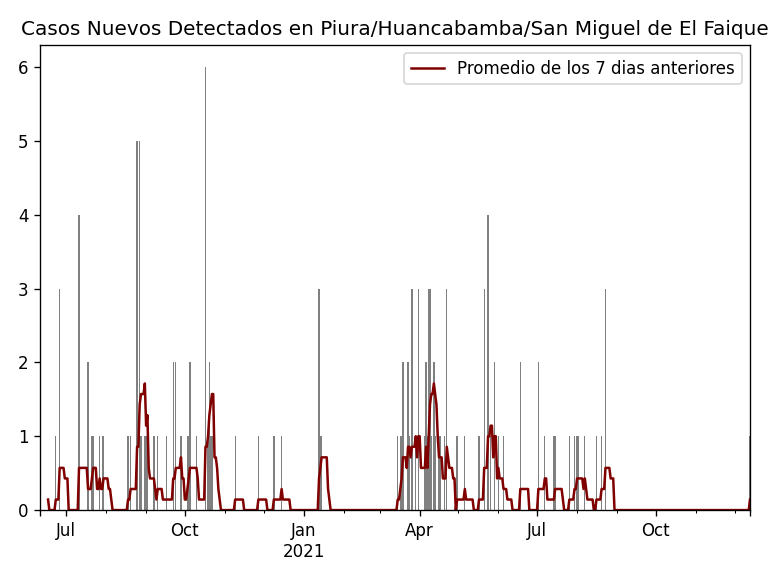 Casos Nuevos Detectados en Piura/Huancabamba/San Miguel de El Faique
Promedio de los 7 dias anteriores
6
5
4
3
2
1
0
Jul Oct Jan Apr Jul Oct
2021